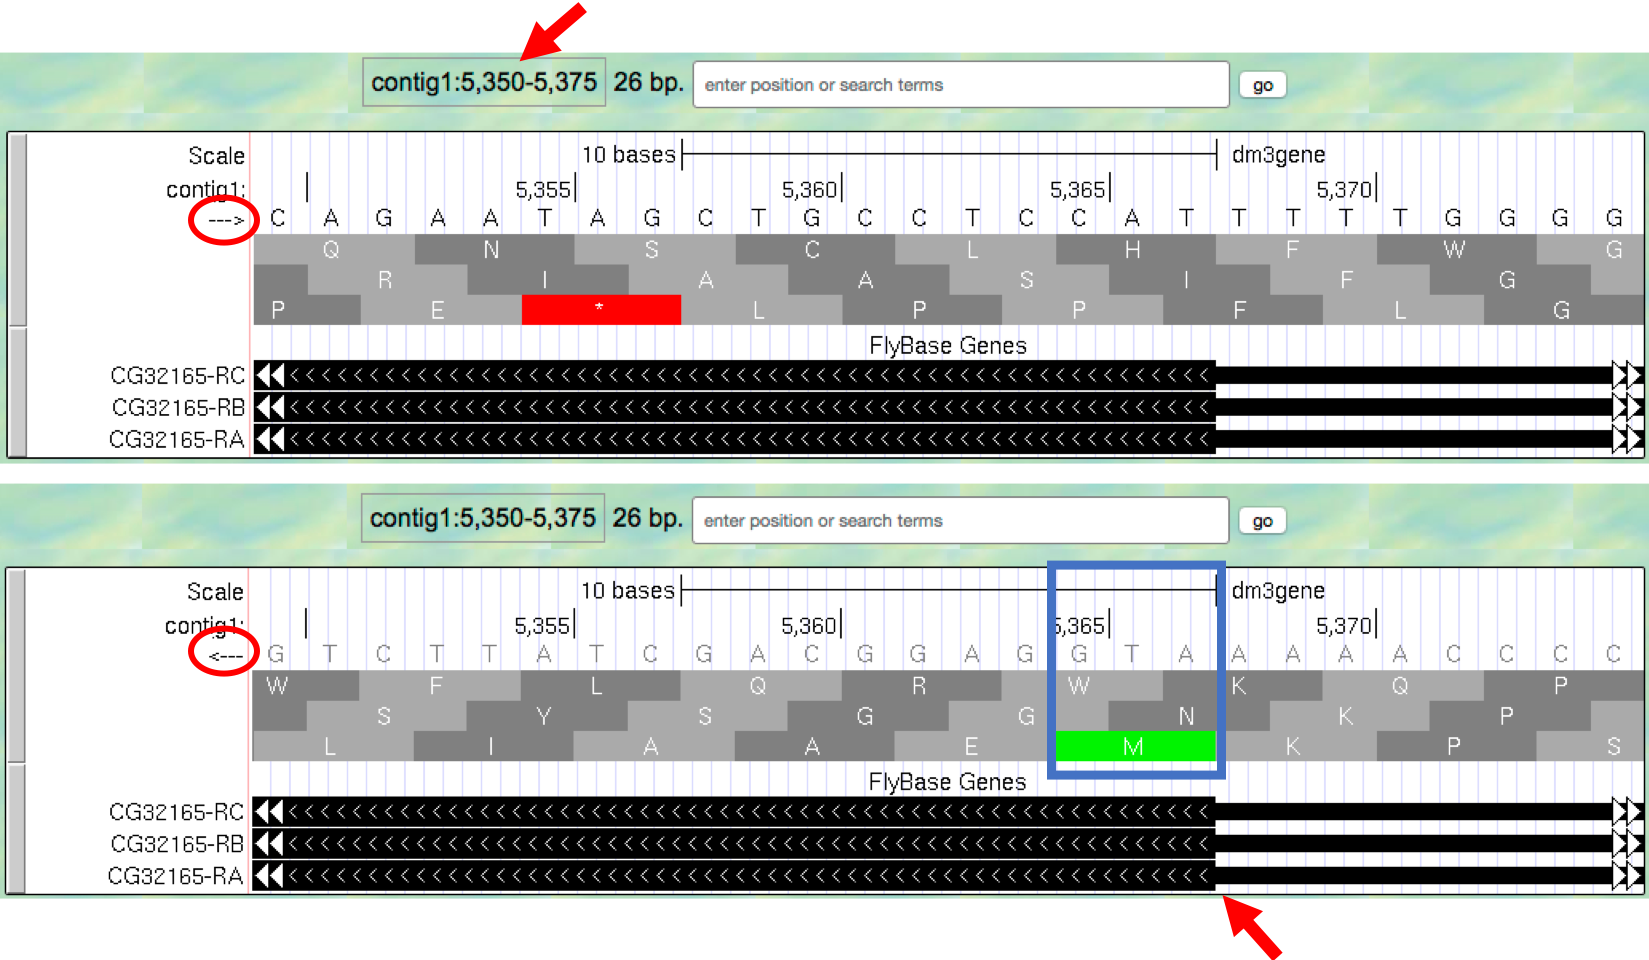 contig1:5,350-5,375 26 bp. enter position or search terms go
Scale 10 bases dm3gene
contig1: 5,355 5,360 5,365 5,370
---> C A G A A T A G C T G C C T C C A T T T T T G G G G
Q N S C L H F W G
R I A A S I F G
P E * L P P F L G
FlyBase Genes
CG32165-RC
CG32165-RB
CG32165-RA
contig1:5,350-5,375 26 bp. enter position or search terms go
Scale 10 bases dm3gene
contig1: 5,355 5,360 5,365 5,370
<--- G T C T T A T C G A C G G A G G T A A A A A C C C C
W F L Q R W K Q P
S Y S G G N K P
L I A A E M K P S
FlyBase Genes
CG32165-RC
CG32165-RB
CG32165-RA